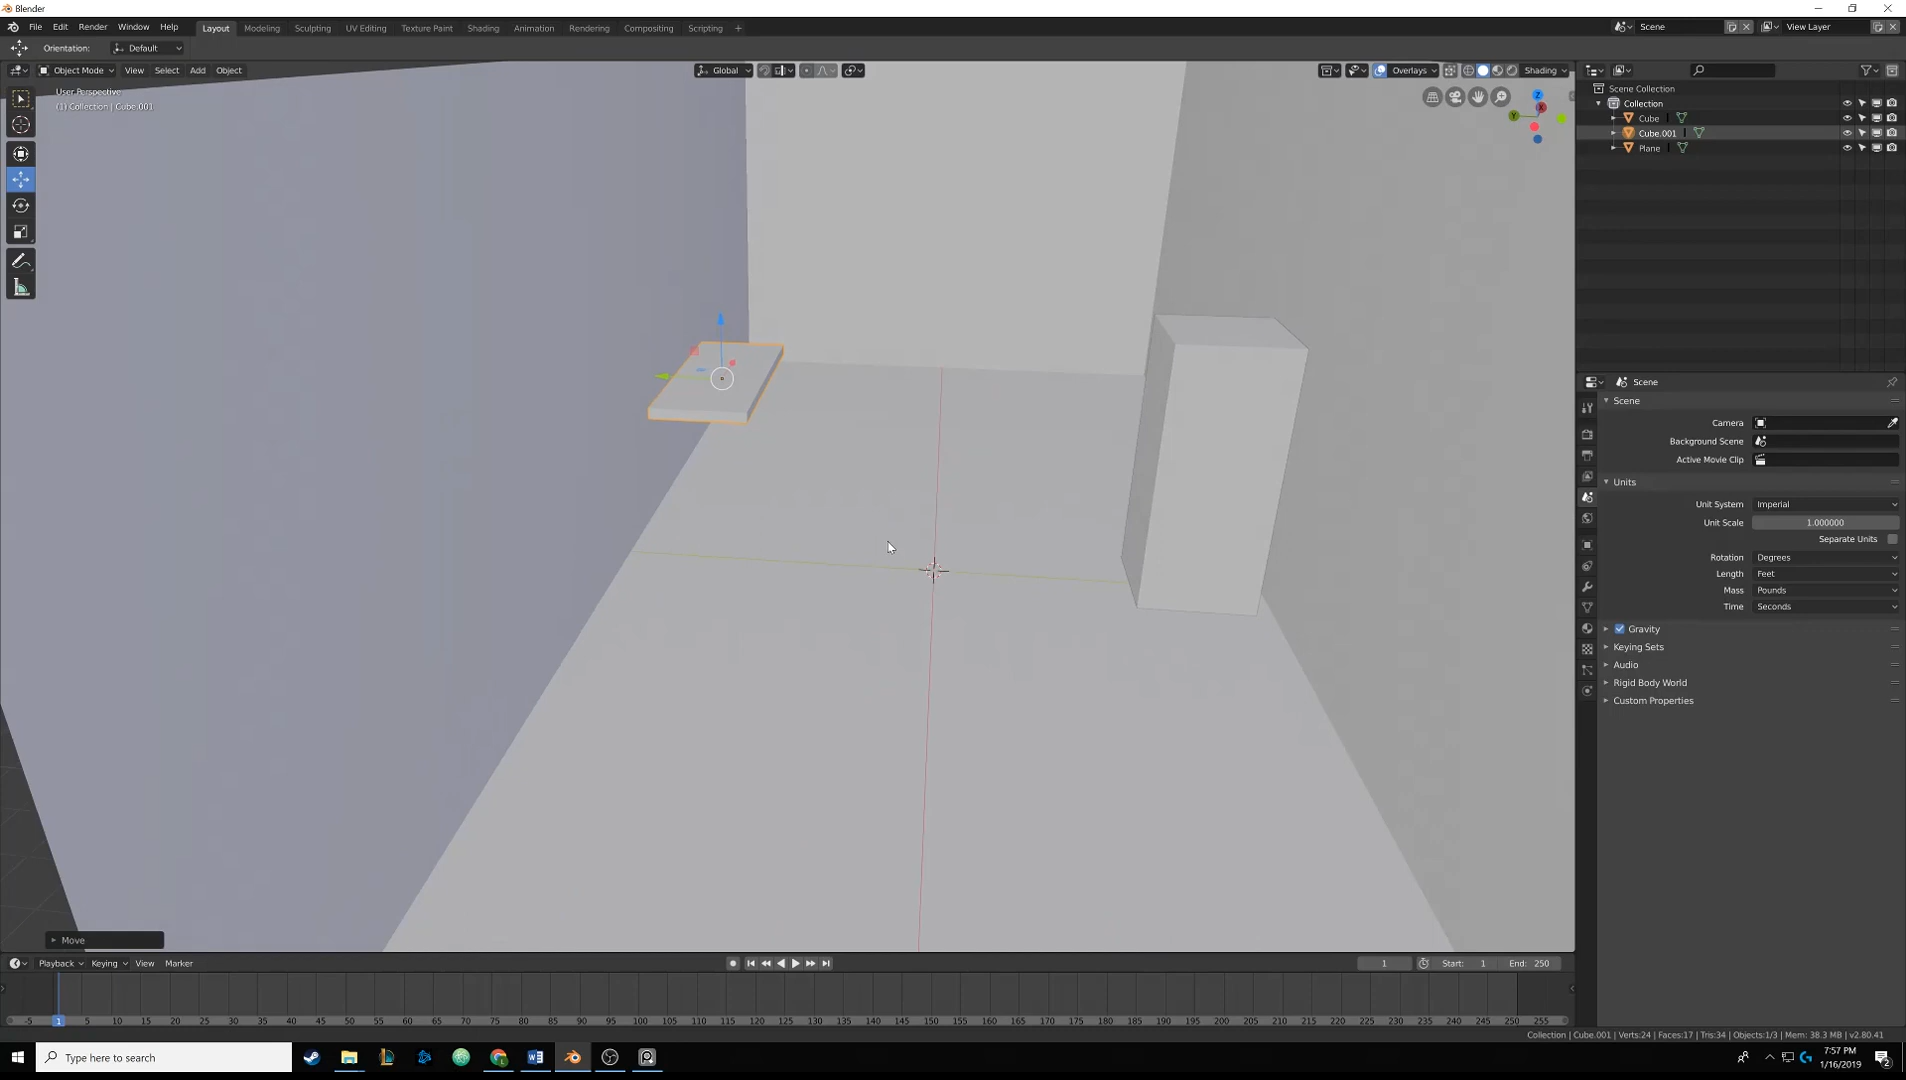 Blender
File Edit Render Window Help Layout Modeling Sculpting UV Editing Texture Paint Shading Animation Rendering Compositing Scripting + Scene View Layer
Orientation: Default
Object Mode View Select Add Object Global Overlays Shading
User Perspective
(1) Collection | Cube.001
Z
X
Y
Scene Collection
Collection
Cube
Cube.001
Plane
Scene
Scene
Camera
Background Scene
Active Movie Clip
Units
Unit System Imperial
Unit Scale 1.000000
Separate Units
Rotation Degrees
Length Feet
Mass Pounds
Time Seconds
Gravity
Keying Sets
Audio
Rigid Body World
Custom Properties
Move
Playback Keying View Marker 1 Start: 1 End: 250
-5 1 5 10 15 20 25 30 35 40 45 50 55 60 65 70 75 80 85 90 95 100 105 110 115 120 125 130 135 140 145 150 155 160 165 170 175 180 185 190 195 200 205 210 215 220 225 230 235 240 245 250 255
Collection | Cube.001 | Verts:24 | Faces:17 | Tris:34 | Objects:1/3 | Mem: 38.3 MB | v2.80.41
Type here to search
7:57 PM
1/16/2019
2